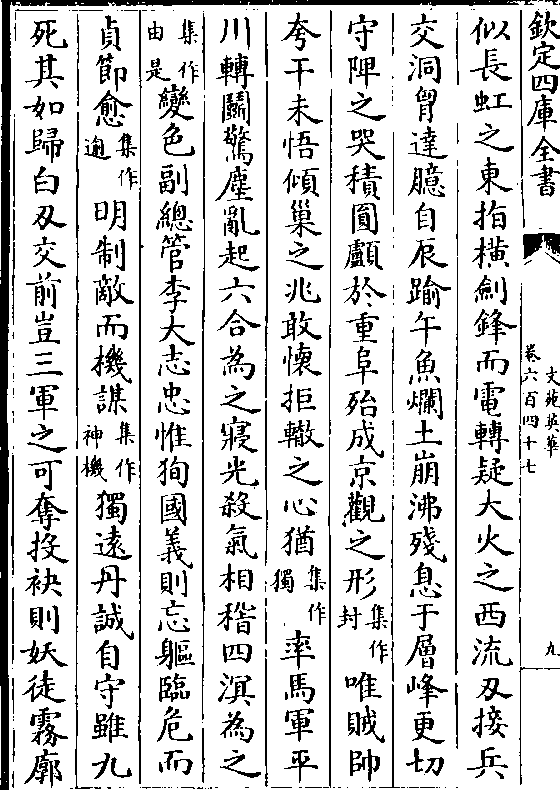 欽定四庫全書
文苑英華
卷六百四十七
九
似長虹之東指橫劍鋒而電轉疑大火之西流刄接兵
交洞胷達臆自辰踰午魚爛土崩沸殘息于層峰更切
守陴之哭積圎顱於重阜殆成京觀之形集作封唯賊帥
夸干未悟傾巢之兆敢懐拒轍之心猶集作獨率馬軍平
川轉鬭驚塵亂起六合為之寢光殺氣相稽四溟為之
集作由是變色副總管李大志忠惟狥國義則忘軀臨危而
貞節愈集作逾明制敵而機謀集作神機獨遠丹誠自守雖九
死其如歸白刄交前豈三軍之可奪投袂則妖徒霧廓